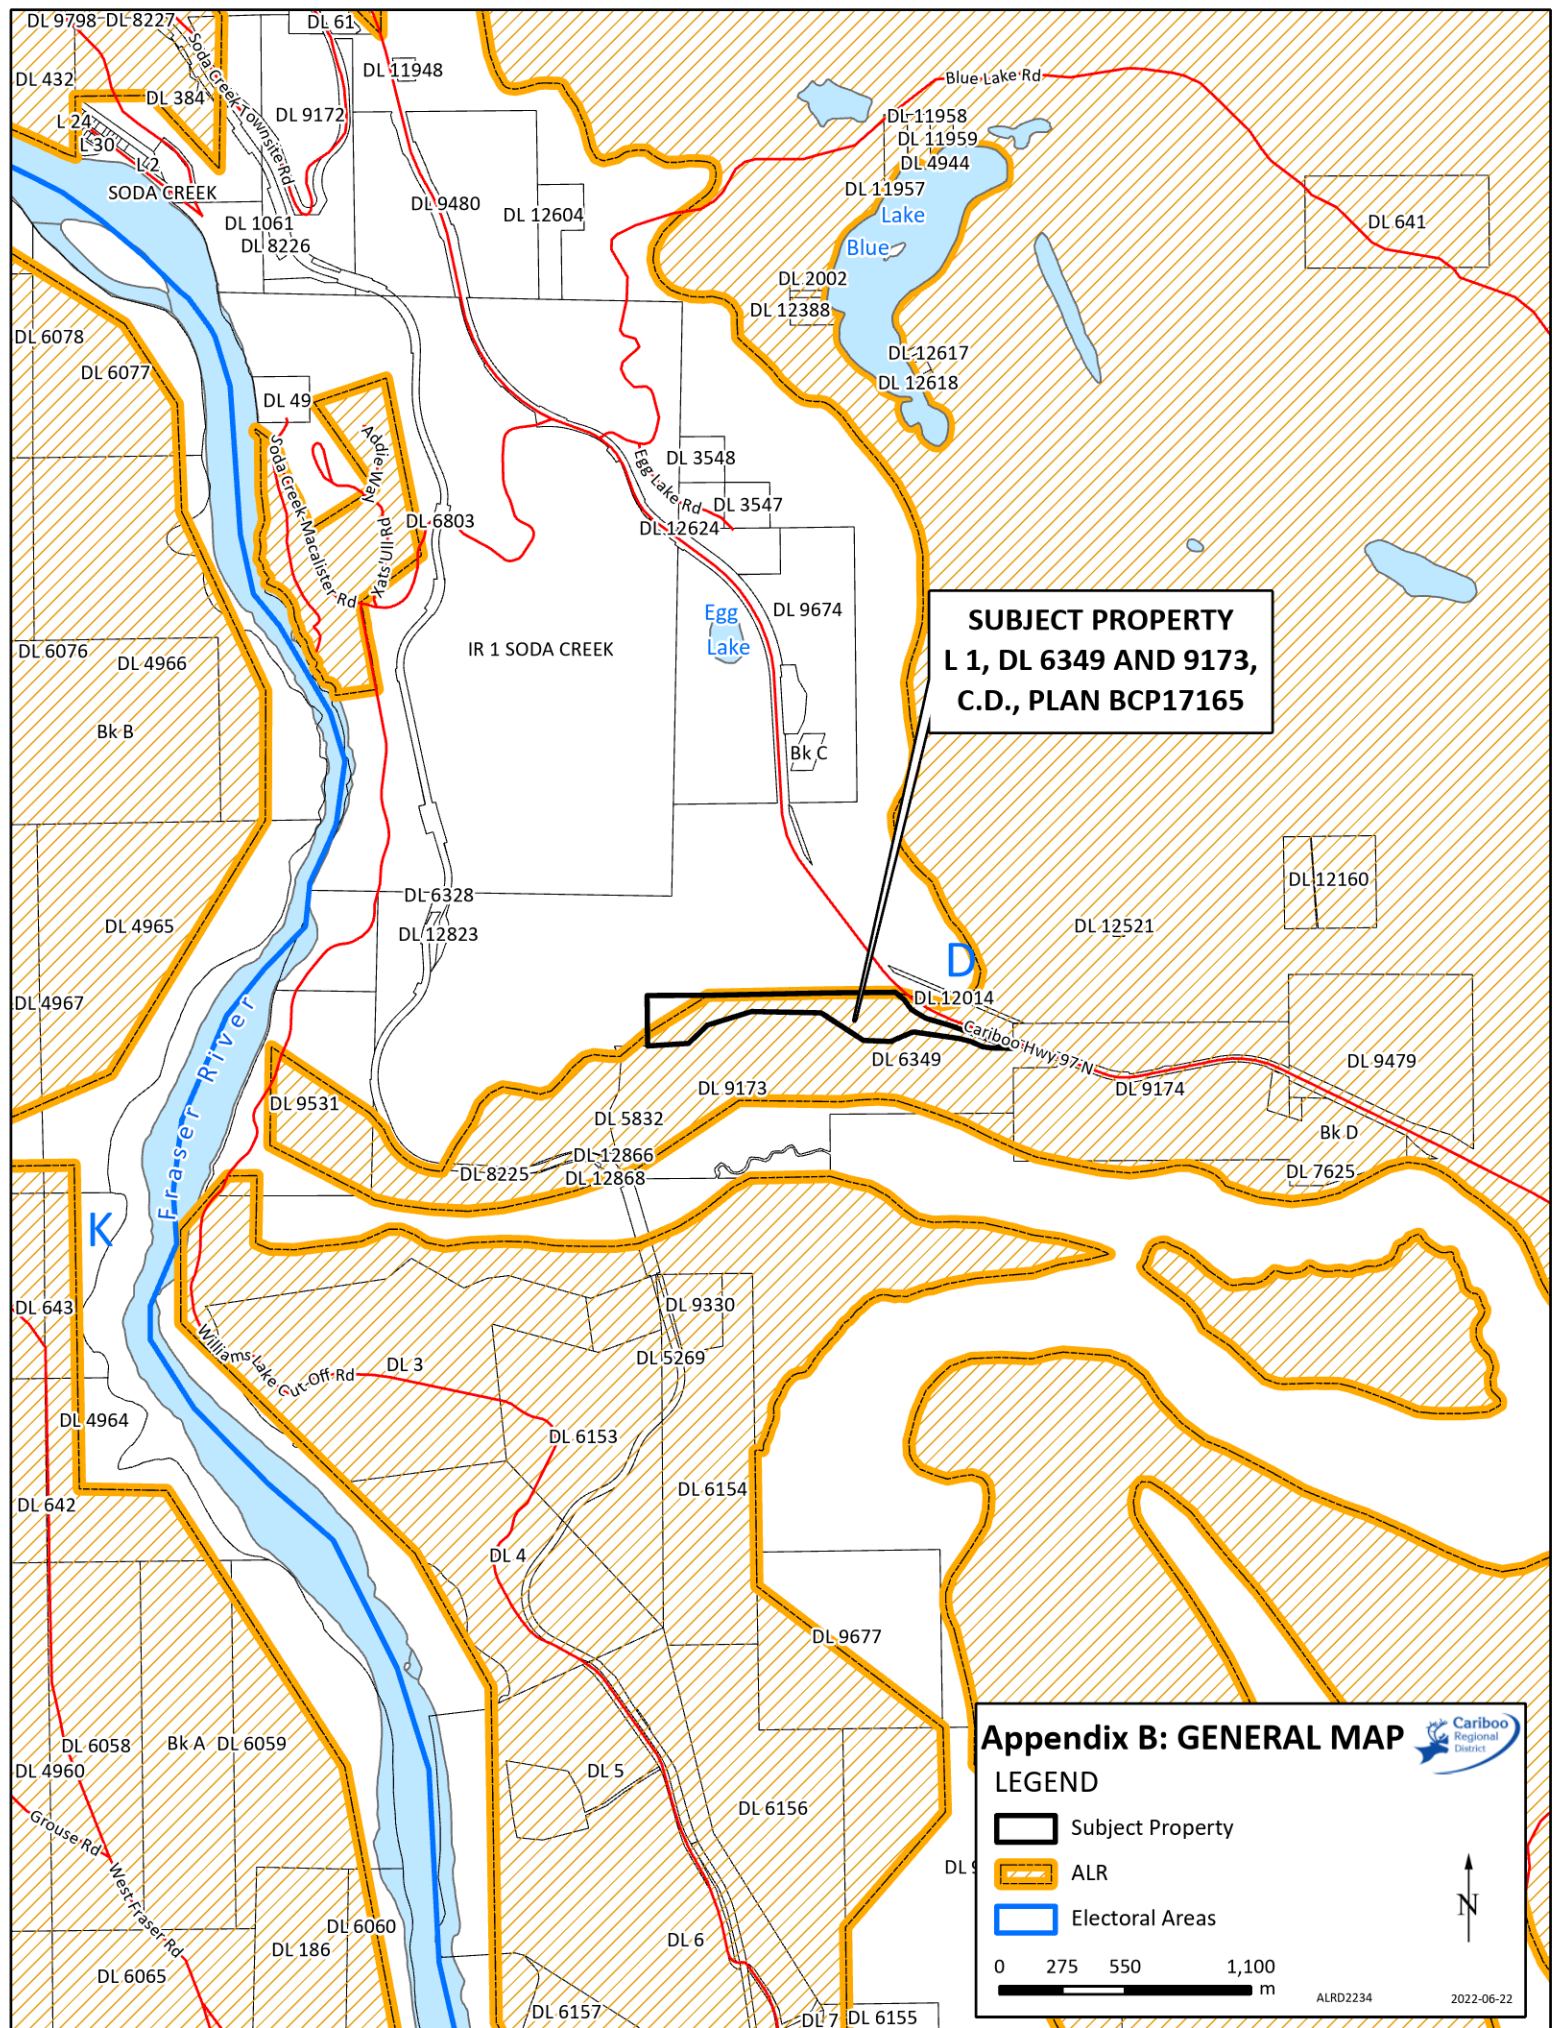 DL 9798
DL 8227
DL 61
DL 432
DL 384
Soda Creek Townsite Rd
DL 11948
DL 9172
L 24
L 30
L 2
SODA CREEK
DL 9480
DL 12604
DL 1061
DL 8226
Blue Lake Rd
DL 11958
DL 11959
DL 4944
DL 11957
Lake
Blue
DL 641
DL 2002
DL 12388
DL 12617
DL 12618
DL 6078
DL 6077
DL 49
Addie Way
Soda Creek-Macalister Rd
Xats'Ull Rd
DL 6803
DL 3548
Egg Lake Rd
DL 3547
DL 12624
DL 9674
Egg
Lake
SUBJECT PROPERTY
L 1, DL 6349 AND 9173,
C.D., PLAN BCP17165
DL 6076
DL 4966
IR 1 SODA CREEK
Bk B
Bk C
DL 6328
DL 12823
DL 4965
DL 12160
DL 12521
D
DL 4967
DL 12014
Cariboo Hwy 97 N
DL 6349
DL 9479
DL 9174
DL 9173
DL 9531
DL 5832
Bk D
DL 12866
DL 8225
DL 12868
DL 7625
Fraser River
K
DL 643
DL 9330
Williams Lake Cut-Off Rd
DL 3
DL 5269
DL 4964
DL 6153
DL 642
DL 6154
DL 4
DL 9677
DL 6058
Bk A
DL 6059
DL 4960
DL 5
DL 6156
Grouse Rd
West Fraser Rd
DL 6060
DL 186
DL 6
DL 6065
DL 6157
DL 6155
Appendix B: GENERAL MAP
Cariboo
Regional
District
LEGEND
Subject Property
ALR
Electoral Areas
N
0 275 550 1,100
m
ALRD2234
2022-06-22